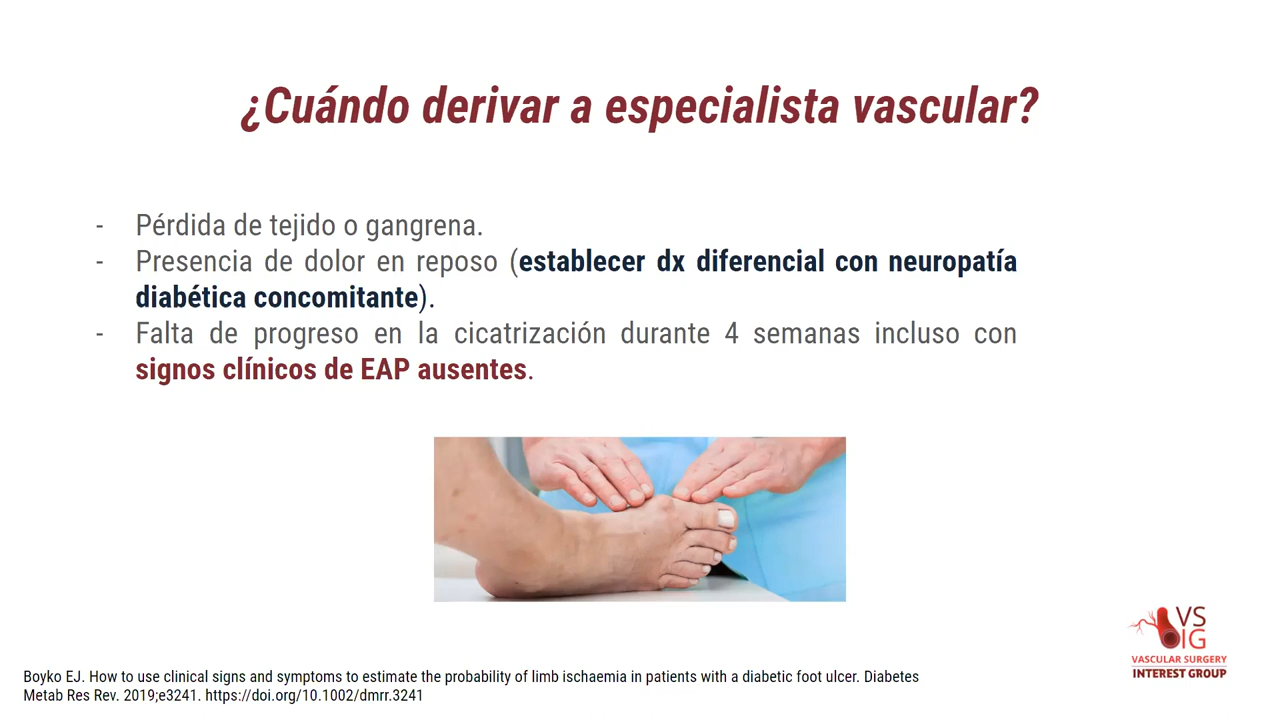 ¿Cuándo derivar a especialista vascular?
- Pérdida de tejido o gangrena.
- Presencia de dolor en reposo (establecer dx diferencial con neuropatía
diabética concomitante).
- Falta de progreso en la cicatrización durante 4 semanas incluso con
signos clínicos de EAP ausentes.
VS
IG
VASCULAR SURGERY
INTEREST GROUP
Boyko EJ. How to use clinical signs and symptoms to estimate the probability of limb ischaemia in patients with a diabetic foot ulcer. Diabetes
Metab Res Rev. 2019;e3241. https://doi.org/10.1002/dmrr.3241